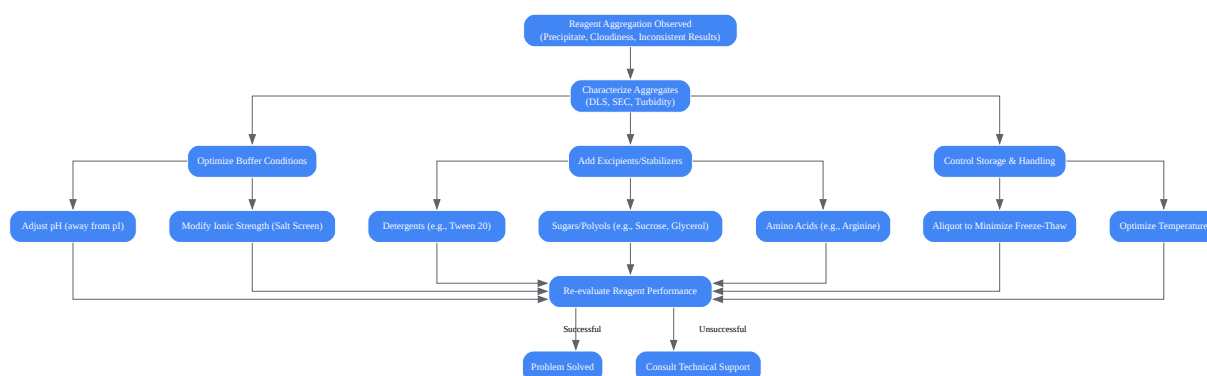 Reagent Aggregation Observed
(Precipitate, Cloudiness, Inconsistent Results)
Characterize Aggregates
(DLS, SEC, Turbidity)
Optimize Buffer Conditions
Add Excipients/Stabilizers
Control Storage & Handling
Adjust pH (away from pI)
Modify Ionic Strength (Salt Screen)
Detergents (e.g., Tween 20)
Sugars/Polyols (e.g., Sucrose, Glycerol)
Amino Acids (e.g., Arginine)
Aliquot to Minimize Freeze-Thaw
Optimize Temperature
Re-evaluate Reagent Performance
Successful
Unsuccessful
Problem Solved
Consult Technical Support